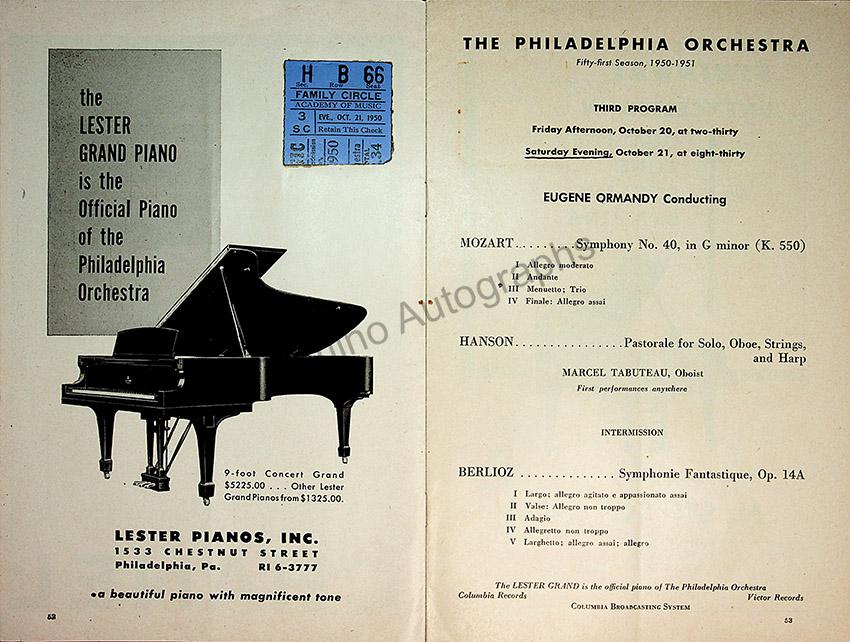 the
LESTER
GRAND PIANO
is the
Official Piano
of the
Philadelphia
Orchestra
H B 66
Sec. Row Seat
FAMILY CIRCLE
ACADEMY OF MUSIC
3 EVE., OCT. 21, 1950
SC Retain This Check
1950
34
9-foot Concert Grand
$5225.00 . . . Other Lester
Grand Pianos from $1325.00.
LESTER PIANOS, INC.
1533 CHESTNUT STREET
Philadelphia, Pa. RI 6-3777
•a beautiful piano with magnificent tone
52
THE PHILADELPHIA ORCHESTRA
Fifty-first Season, 1950-1951
THIRD PROGRAM
Friday Afternoon, October 20, at two-thirty
Saturday Evening, October 21, at eight-thirty
EUGENE ORMANDY Conducting
MOZART..........Symphony No. 40, in G minor (K. 550)
I Allegro moderato
II Andante
III Menuetto; Trio
IV Finale: Allegro assai
HANSON................Pastorale for Solo, Oboe, Strings,
and Harp
MARCEL TABUTEAU, Oboist
First performances anywhere
INTERMISSION
BERLIOZ ..............Symphonie Fantastique, Op. 14A
I Largo; allegro agitato e appassionato assai
II Valse: Allegro non troppo
III Adagio
IV Allegretto non troppo
V Larghetto; allegro assai; allegro
The LESTER GRAND is the official piano of The Philadelphia Orchestra
Columbia Records Victor Records
COLUMBIA BROADCASTING SYSTEM
53
Autographs